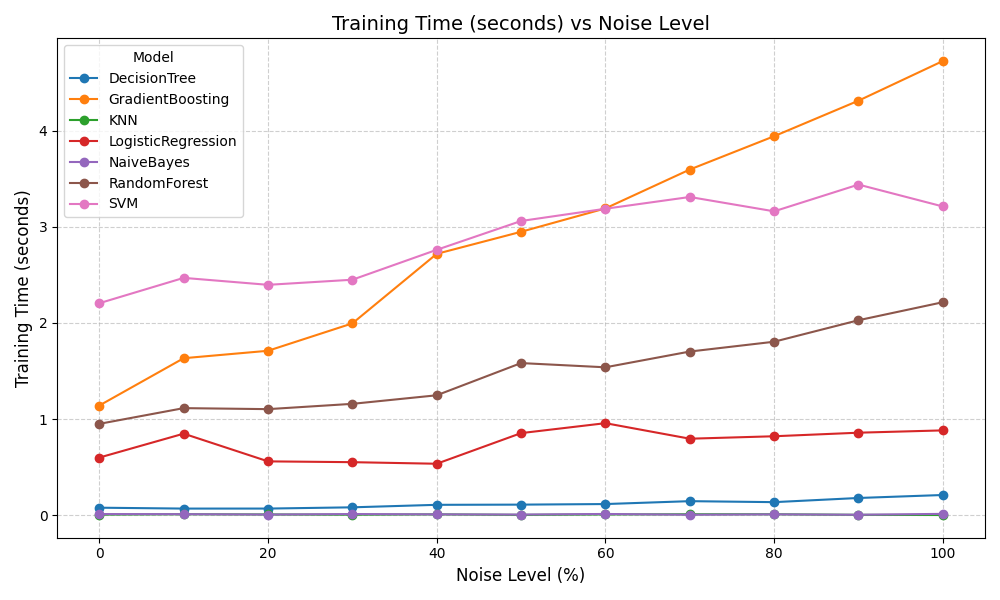 Training Time (seconds) vs Noise Level
Training Time (seconds)
4
3
2
1
0
Model
DecisionTree
GradientBoosting
KNN
LogisticRegression
NaiveBayes
RandomForest
SVM
0
20
40
60
80
100
Noise Level (%)